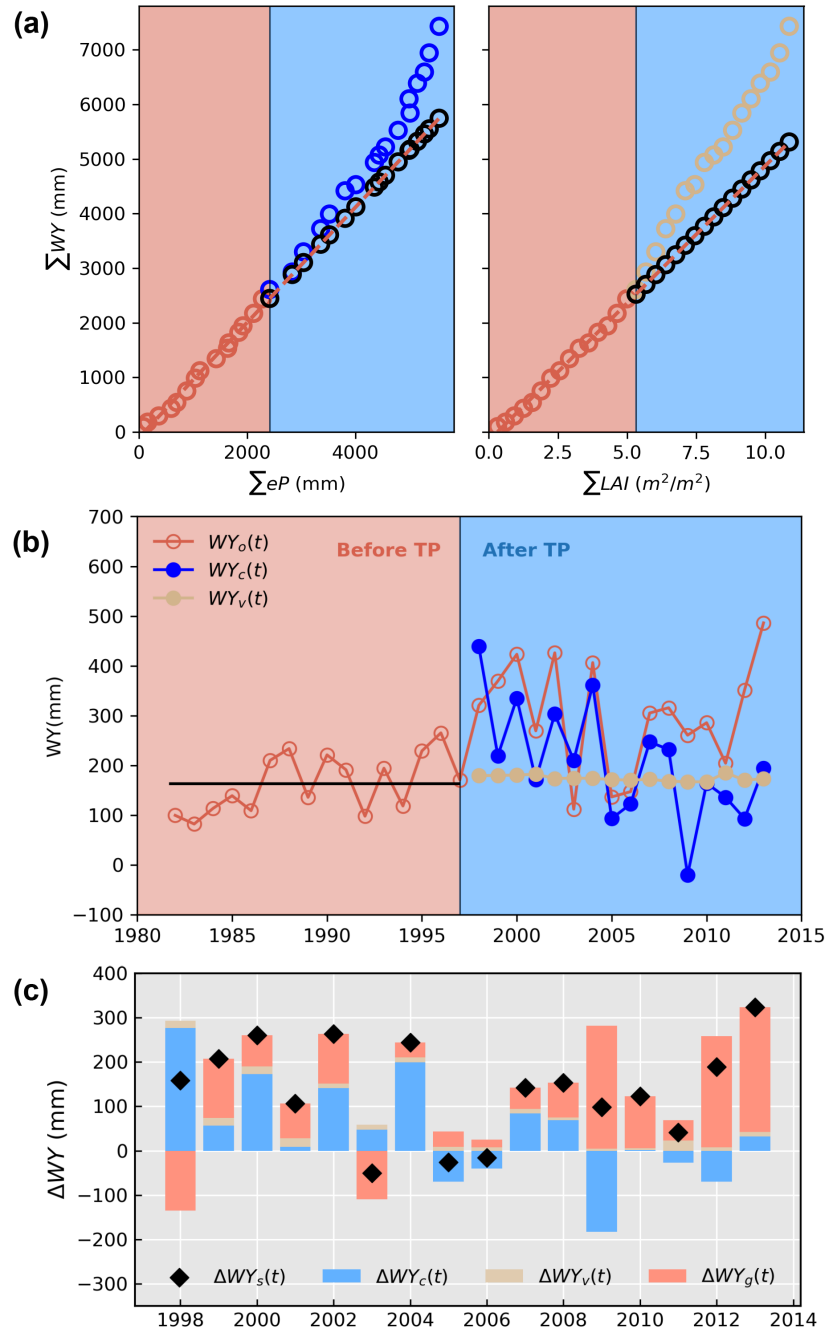 (a)
7000
6000
5000
4000
3000
2000
1000
0
∑WY (mm)
0 2000 4000
∑eP (mm)
0.0 2.5 5.0 7.5 10.0
∑LAI (m²/m²)
(b)
700
600
500
400
300
200
100
0
−100
WY(mm)
WYₒ(t)
WY_c(t)
WYᵥ(t)
Before TP
After TP
1980 1985 1990 1995 2000 2005 2010 2015
(c)
400
300
200
100
0
−100
−200
−300
ΔWY (mm)
ΔWYₛ(t) ΔWY_c(t) ΔWYᵥ(t) ΔWY_g(t)
1998 2000 2002 2004 2006 2008 2010 2012 2014